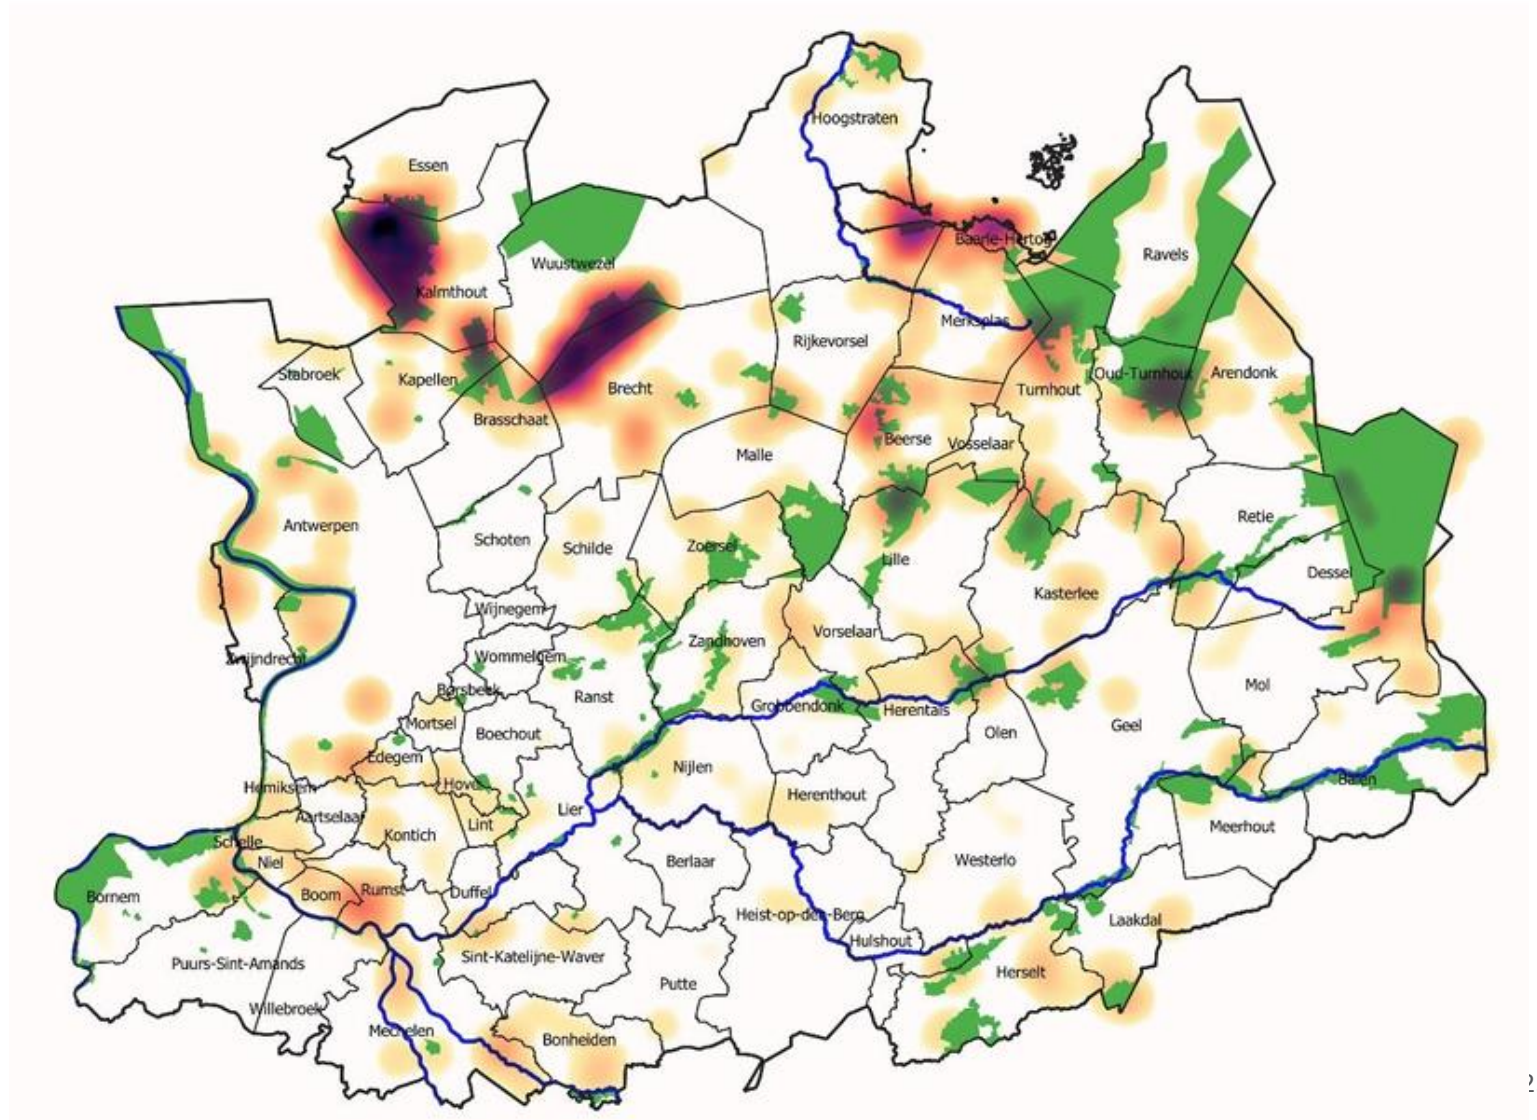 Hoogstraten
Essen
Baarle-Hertog
Ravels
Wuustwezel
Kalmthout
Merksplas
Rijkevorsel
Stabroek
Kapellen
Brecht
Turnhout
Oud-Turnhout
Arendonk
Brasschaat
Beerse
Vosselaar
Malle
Antwerpen
Retie
Schoten
Schilde
Zoersel
Lille
Dessel
Kasterlee
Wijnegem
Vorselaar
Zandhoven
Zwijndrecht
Wommelgem
Borsbeek
Ranst
Mol
Grobbendonk
Herentals
Mortsel
Boechout
Olen
Geel
Edegem
Nijlen
Hemiksem
Hove
Baten
Herenthout
Lier
Aartselaar
Lint
Kontich
Meerhout
Schelle
Niel
Berlaar
Westerlo
Bornem
Boom
Rumst
Duffel
Heist-op-den-Berg
Laakdal
Hulshout
Puurs-Sint-Amands
Sint-Katelijne-Waver
Herselt
Putte
Willebroek
Mechelen
Bonheiden